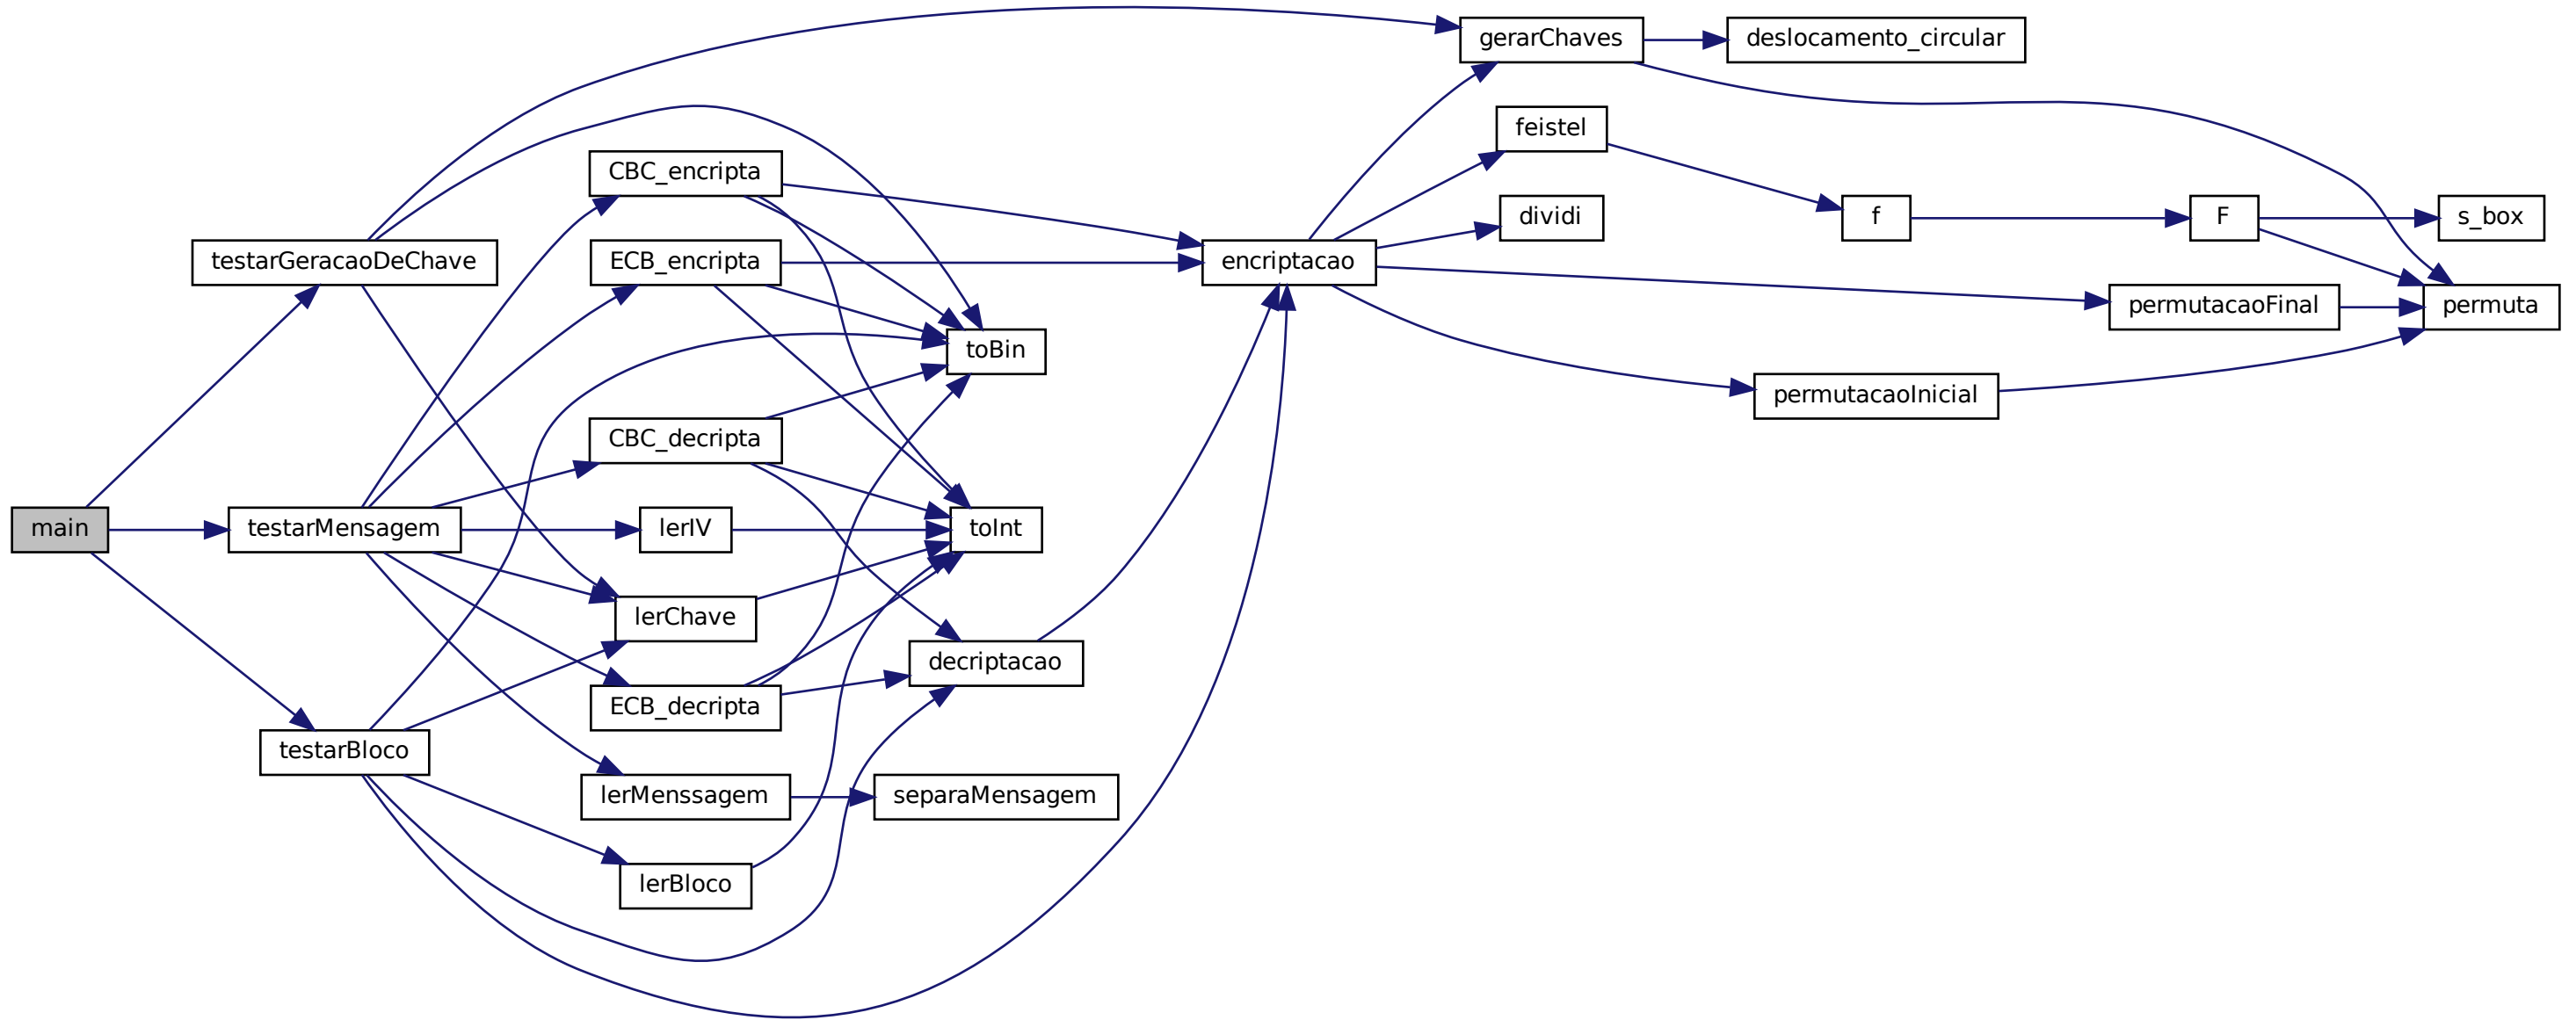 gerarChaves
deslocamento_circular
feistel
CBC_encripta
dividi
f
F
s_box
testarGeracaoDeChave
ECB_encripta
encriptacao
permutacaoFinal
permuta
toBin
permutacaoInicial
CBC_decripta
main
testarMensagem
lerIV
toInt
lerChave
decriptacao
ECB_decripta
testarBloco
lerMenssagem
separaMensagem
lerBloco